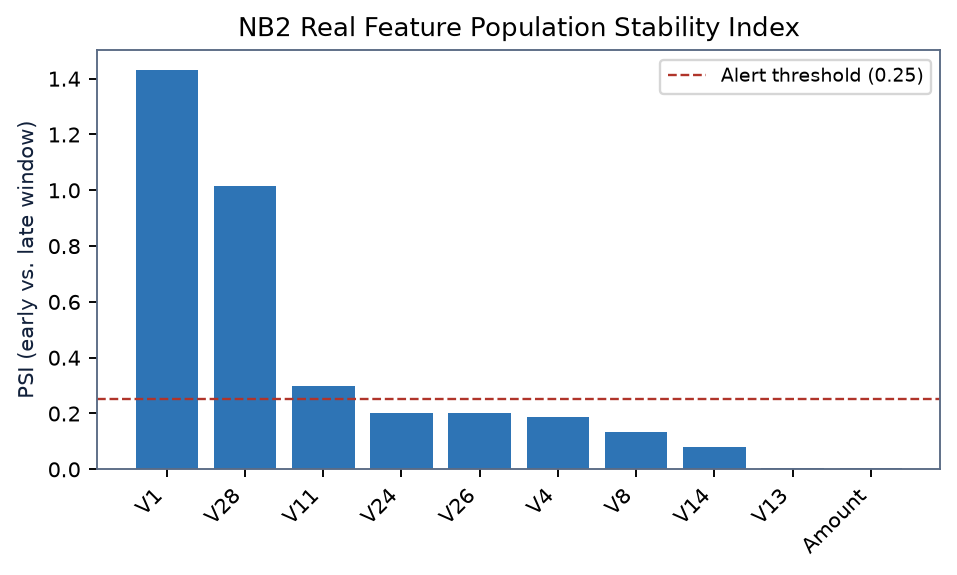 NB2 Real Feature Population Stability Index
Alert threshold (0.25)
PSI (early vs. late window)
1.4
1.2
1.0
0.8
0.6
0.4
0.2
0.0
V1
V28
V11
V24
V26
V4
V8
V14
V13
Amount